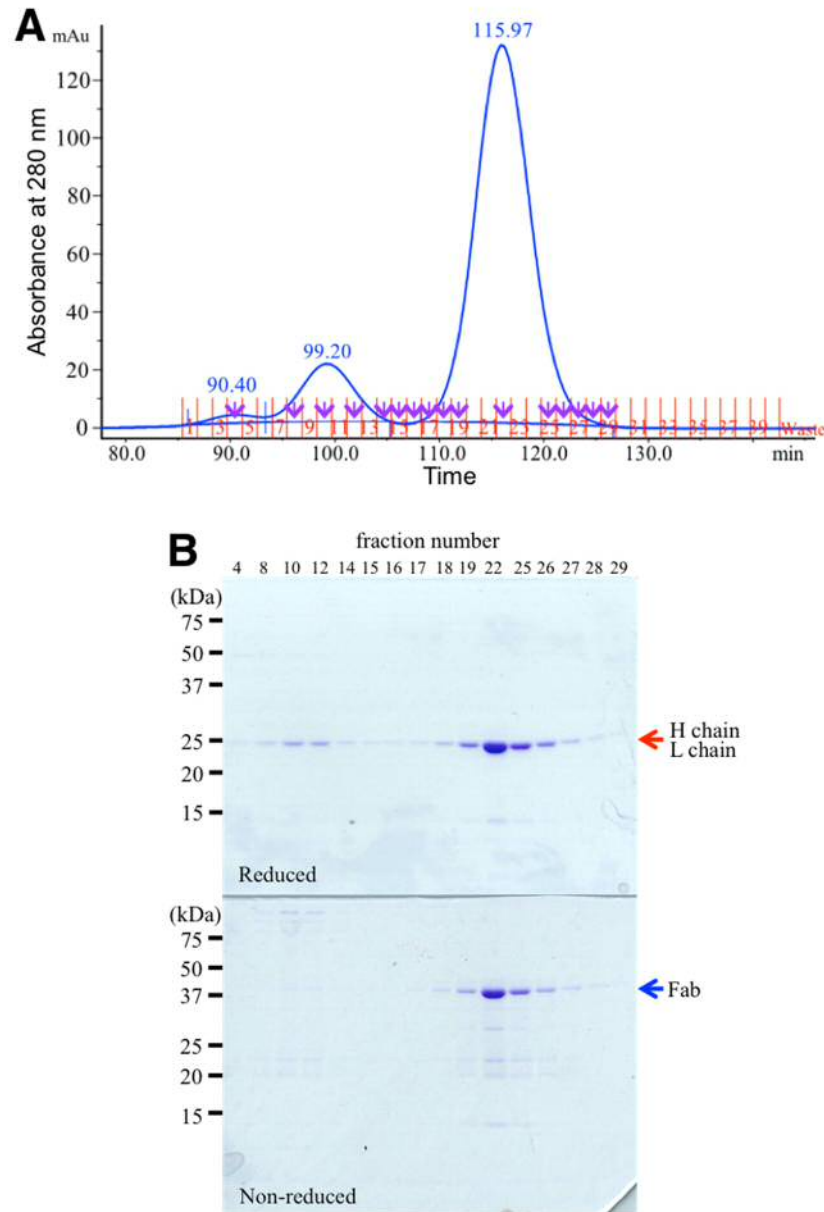 A
mAu
115.97
120
100
80
60
40
20
0
Absorbance at 280 nm
90.40
99.20
1 3 5 7 9 11 13 15 17 19 21 23 25 27 29 31 33 35 37 39 Waste
80.0 90.0 100.0 110.0 120.0 130.0 min
Time
B
fraction number
4 8 10 12 14 15 16 17 18 19 22 25 26 27 28 29
(kDa)
75
50
37
25
20
15
H chain
L chain
Reduced
(kDa)
75
50
37
25
20
15
Fab
Non-reduced